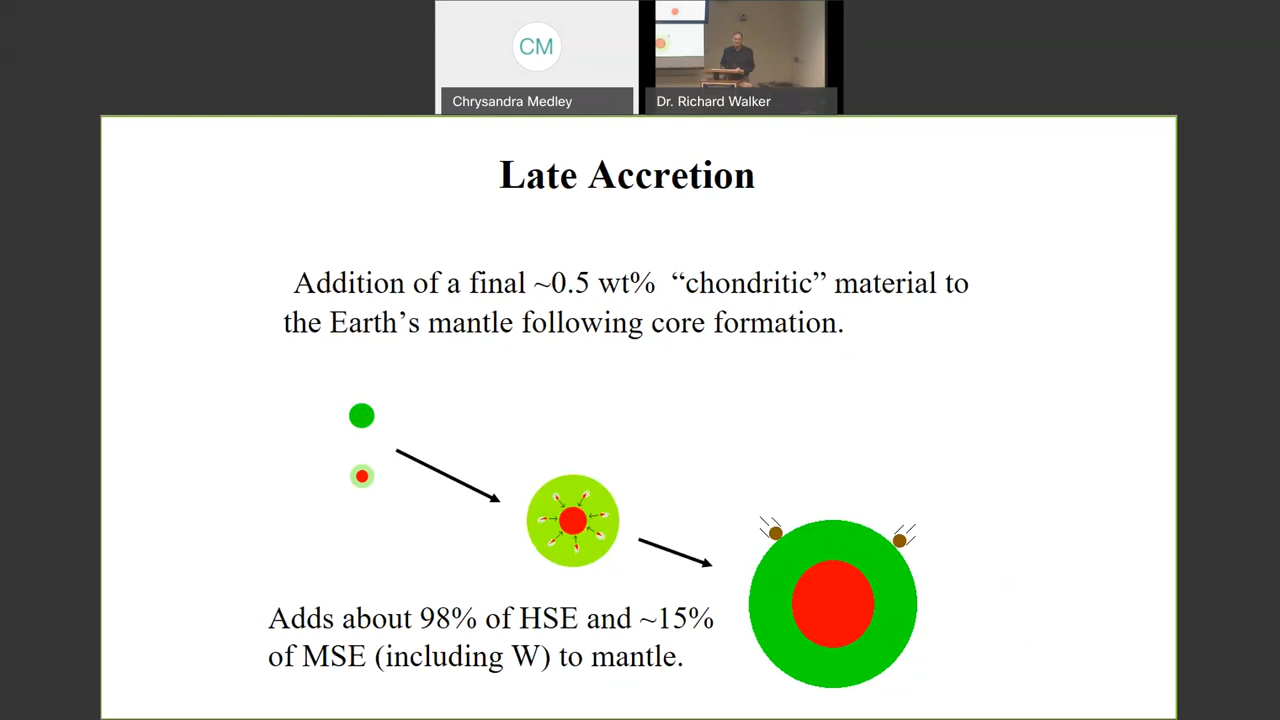 CM
Chrysandra Medley
Dr. Richard Walker
Late Accretion
Addition of a final ~0.5 wt% “chondritic” material to
the Earth’s mantle following core formation.
Adds about 98% of HSE and ~15%
of MSE (including W) to mantle.